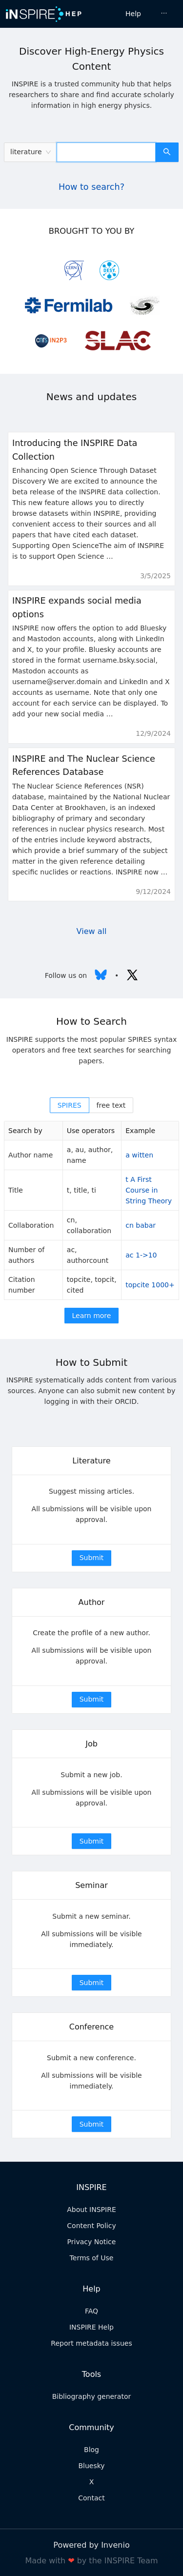 iNSPIRE HEP
Help
...
Discover High-Energy Physics
Content
INSPIRE is a trusted community hub that helps
researchers to share and find accurate scholarly
information in high energy physics.
literature
How to search?
BROUGHT TO YOU BY
CERN
DESY
Fermilab
CNRS IN2P3
SLAC
News and updates
Introducing the INSPIRE Data
Collection
Enhancing Open Science Through Dataset
Discovery We are excited to announce the
beta release of the INSPIRE data collection.
This new feature allows you to directly
browse datasets within INSPIRE, providing
convenient access to their sources and all
papers that have cited each dataset.
Supporting Open ScienceThe aim of INSPIRE
is to support Open Science …
3/5/2025
INSPIRE expands social media
options
INSPIRE now offers the option to add Bluesky
and Mastodon accounts, along with LinkedIn
and X, to your profile. Bluesky accounts are
stored in the format username.bsky.social,
Mastodon accounts as
username@server.domain and LinkedIn and X
accounts as username. Note that only one
account for each service can be displayed. To
add your new social media …
12/9/2024
INSPIRE and The Nuclear Science
References Database
The Nuclear Science References (NSR)
database, maintained by the National Nuclear
Data Center at Brookhaven, is an indexed
bibliography of primary and secondary
references in nuclear physics research. Most
of the entries include keyword abstracts,
which provide a brief summary of the subject
matter in the given reference detailing
specific nuclides or reactions. INSPIRE now …
9/12/2024
View all
Follow us on • X
How to Search
INSPIRE supports the most popular SPIRES syntax
operators and free text searches for searching
papers.
SPIRES free text
Search by Use operators Example
Author name a, au, author, name a witten
Title t, title, ti t A First Course in String Theory
Collaboration cn, collaboration cn babar
Number of authors ac, authorcount ac 1->10
Citation number topcite, topcit, cited topcite 1000+
Learn more
How to Submit
INSPIRE systematically adds content from various
sources. Anyone can also submit new content by
logging in with their ORCID.
Literature
Suggest missing articles.
All submissions will be visible upon
approval.
Submit
Author
Create the profile of a new author.
All submissions will be visible upon
approval.
Submit
Job
Submit a new job.
All submissions will be visible upon
approval.
Submit
Seminar
Submit a new seminar.
All submissions will be visible
immediately.
Submit
Conference
Submit a new conference.
All submissions will be visible
immediately.
Submit
INSPIRE
About INSPIRE
Content Policy
Privacy Notice
Terms of Use
Help
FAQ
INSPIRE Help
Report metadata issues
Tools
Bibliography generator
Community
Blog
Bluesky
X
Contact
Powered by Invenio
Made with ❤ by the INSPIRE Team